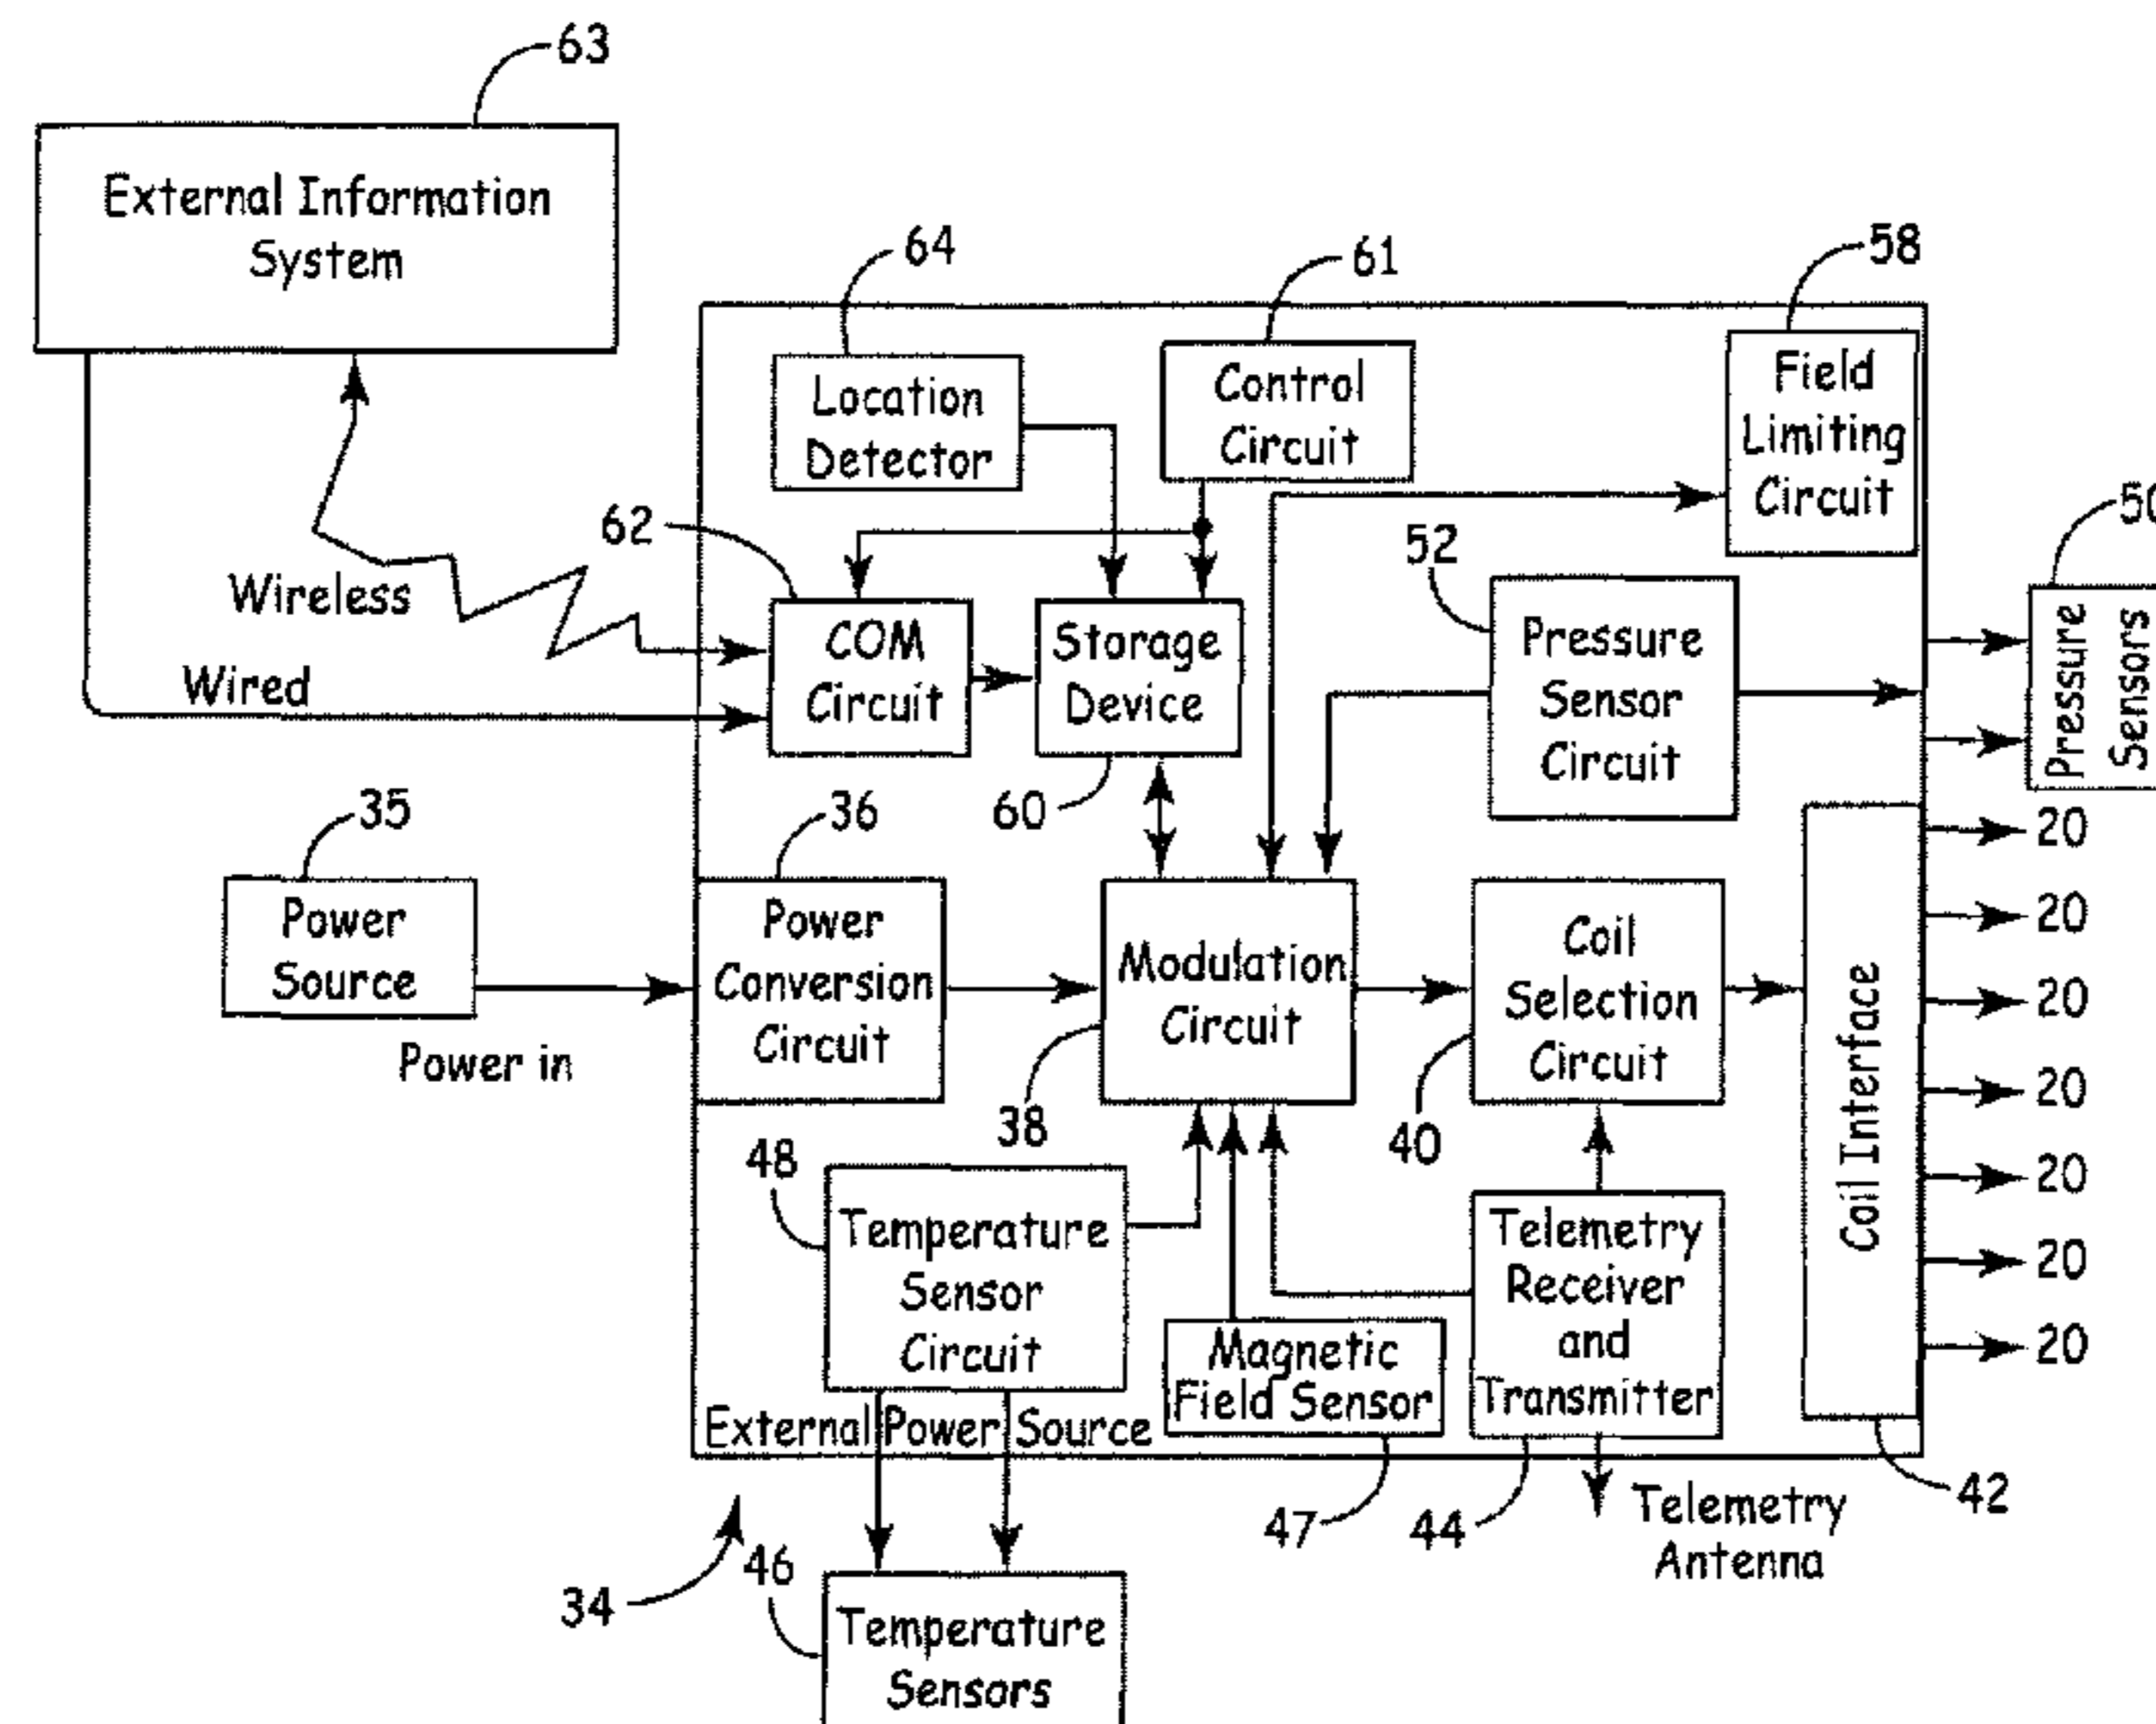 63
External Information
System
64
61
58
Location
Detector
Control
Circuit
Field
Limiting
Circuit
62
52
50
Wireless
Wired
COM
Circuit
Storage
Device
Pressure
Sensor
Circuit
Pressure
Sensors
35
36
60
20
20
20
20
20
20
20
Power
Source
Power in
Power
Conversion
Circuit
Modulation
Circuit
Coil
Selection
Circuit
Coil Interface
38
40
48
Temperature
Sensor
Circuit
Magnetic
Field Sensor
Telemetry
Receiver
and
Transmitter
External Power Source
47
44
Telemetry
Antenna
42
34
46
Temperature
Sensors